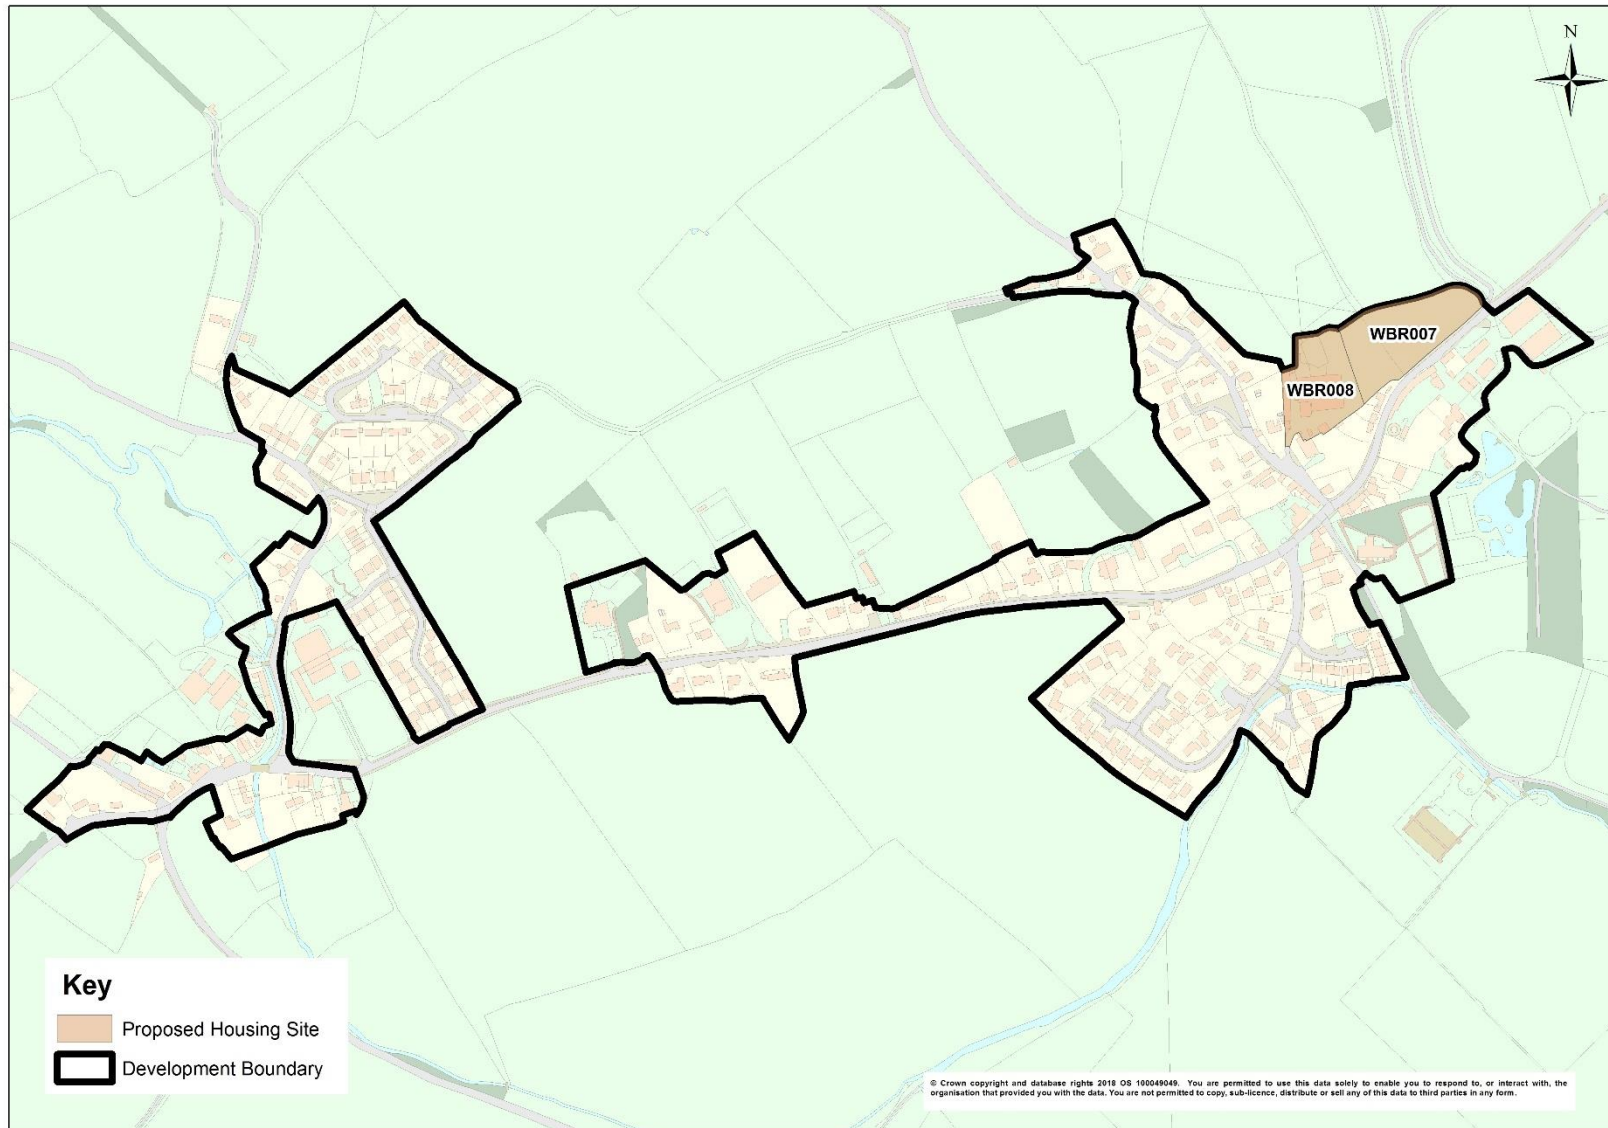 N
WBR007
WBR008
Key
Proposed Housing Site
Development Boundary
© Crown copyright and database rights 2018 OS 100049049. You are permitted to use this data solely to enable you to respond to, or interact with, the
organisation that provided you with the data. You are not permitted to copy, sub-licence, distribute or sell any of this data to third parties in any form.